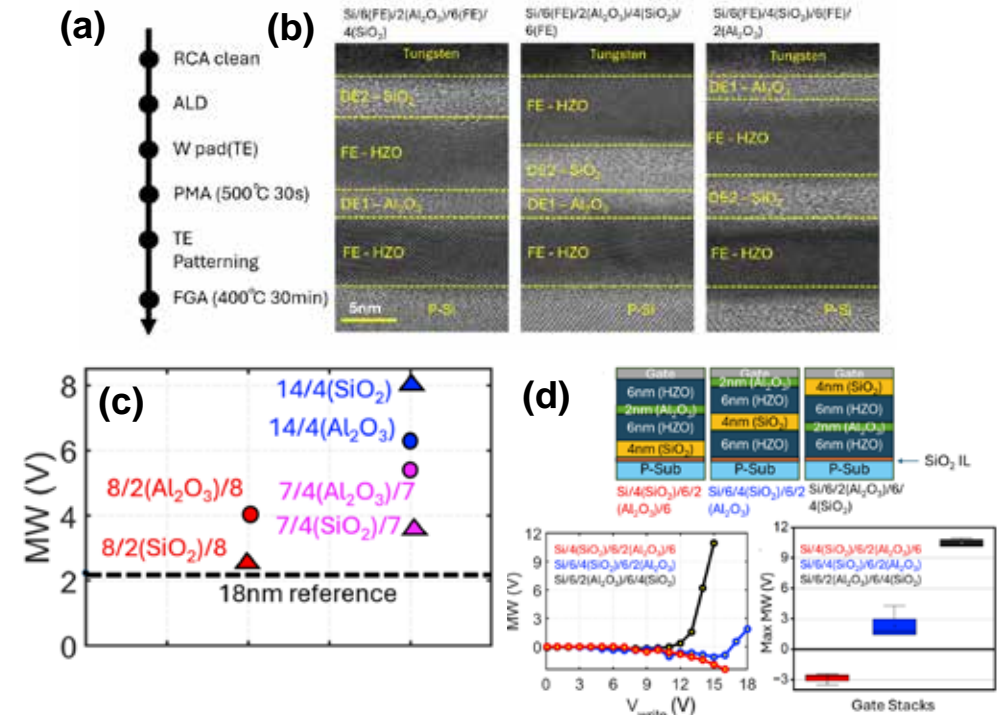 (a)
RCA clean
ALD
W pad(TE)
PMA (500℃ 30s)
TE
Patterning
FGA (400℃ 30min)
(b)
Si/6(FE)/2(Al₂O₃)/6(FE)/
4(SiO₂)
Tungsten
DE2 – SiO₂
FE - HZO
DE1 – Al₂O₃
FE - HZO
5nm
P-Si
Si/6(FE)/2(Al₂O₃)/4(SiO₂)/
6(FE)
Tungsten
FE - HZO
DE2 – SiO₂
DE1 – Al₂O₃
FE - HZO
P-Si
Si/6(FE)/4(SiO₂)/6(FE)/
2(Al₂O₃)
Tungsten
DE1 – Al₂O₃
FE - HZO
DE2 – SiO₂
FE - HZO
P-Si
(c)
MW (V)
8
6
4
2
0
14/4(SiO₂)
14/4(Al₂O₃)
7/4(Al₂O₃)/7
7/4(SiO₂)/7
8/2(Al₂O₃)/8
8/2(SiO₂)/8
18nm reference
(d)
Gate
6nm (HZO)
2nm (Al₂O₃)
6nm (HZO)
4nm (SiO₂)
P-Sub
Gate
2nm (Al₂O₃)
6nm (HZO)
4nm (SiO₂)
6nm (HZO)
P-Sub
Gate
4nm (SiO₂)
6nm (HZO)
2nm (Al₂O₃)
6nm (HZO)
P-Sub
SiO₂ IL
Si/4(SiO₂)/6/2
(Al₂O₃)/6
Si/6/4(SiO₂)/6/2
(Al₂O₃)
Si/6/2(Al₂O₃)/6/
4(SiO₂)
MW (V)
12
9
6
3
0
Si/4(SiO₂)/6/2(Al₂O₃)/6
Si/6/4(SiO₂)/6/2(Al₂O₃)
Si/6/2(Al₂O₃)/6/4(SiO₂)
0 3 6 9 12 15 18
V write (V)
Max MW (V)
12
9
6
3
0
−3
Si/4(SiO₂)/6/2(Al₂O₃)/6
Si/6/4(SiO₂)/6/2(Al₂O₃)
Si/6/2(Al₂O₃)/6/4(SiO₂)
Gate Stacks